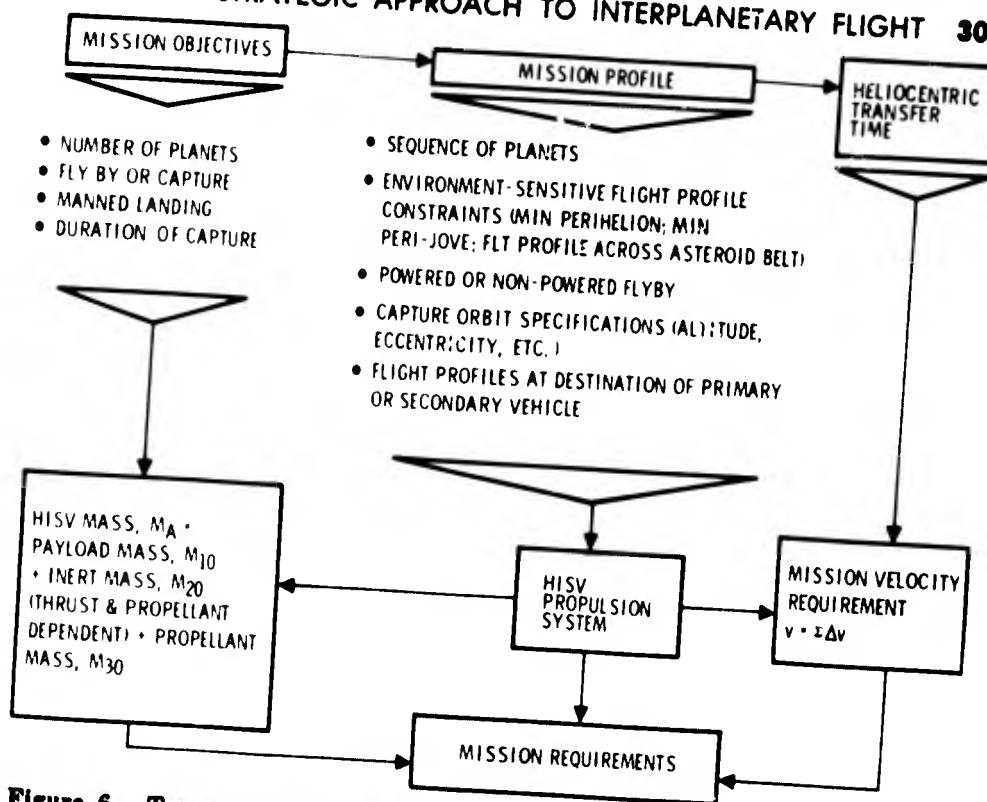 STRATEGIC APPROACH TO INTERPLANETARY FLIGHT 30
MISSION OBJECTIVES
MISSION PROFILE
HELIOCENTRIC
TRANSFER
TIME
• NUMBER OF PLANETS
• FLY BY OR CAPTURE
• MANNED LANDING
• DURATION OF CAPTURE
• SEQUENCE OF PLANETS
• ENVIRONMENT-SENSITIVE FLIGHT PROFILE
CONSTRAINTS (MIN PERIHELION; MIN
PERI-JOVE; FLT PROFILE ACROSS ASTEROID BELT)
• POWERED OR NON-POWERED FLYBY
• CAPTURE ORBIT SPECIFICATIONS (ALTITUDE,
ECCENTRICITY, ETC.)
• FLIGHT PROFILES AT DESTINATION OF PRIMARY
OR SECONDARY VEHICLE
HISV MASS, MA =
PAYLOAD MASS, M10
+ INERT MASS, M20
(THRUST & PROPELLANT
DEPENDENT) + PROPELLANT
MASS, M30
HISV
PROPULSION
SYSTEM
MISSION VELOCITY
REQUIREMENT
v = ΣΔv
MISSION REQUIREMENTS
Figure 6